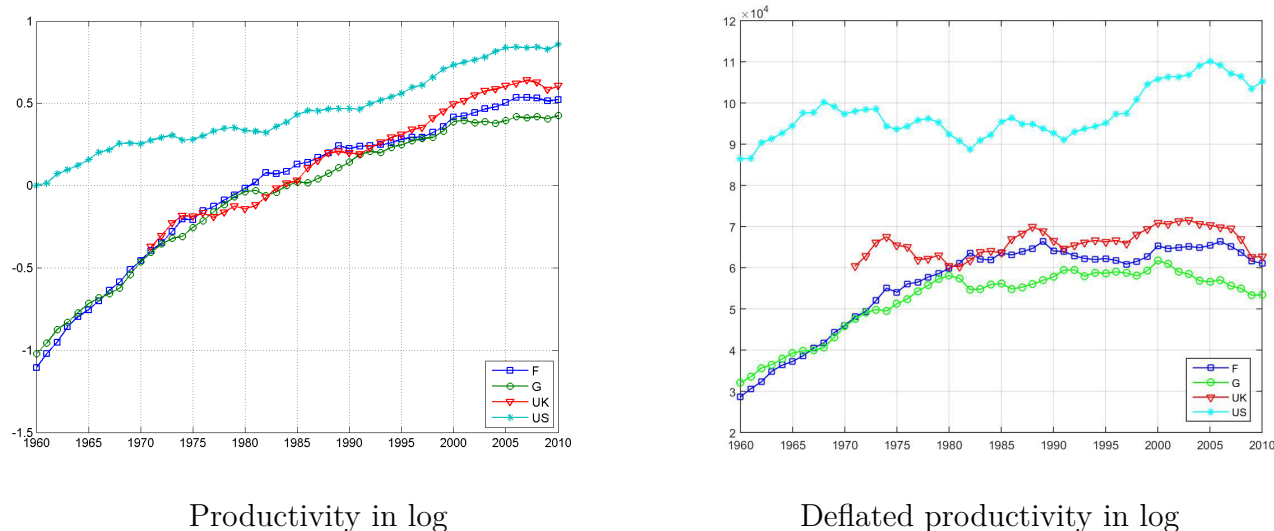 1
0.5
0
-0.5
-1
-1.5
1960 1965 1970 1975 1980 1985 1990 1995 2000 2005 2010
F
G
UK
US
Productivity in log
×10⁴
12
11
10
9
8
7
6
5
4
3
2
1960 1965 1970 1975 1980 1985 1990 1995 2000 2005 2010
F
G
UK
US
Deflated productivity in log